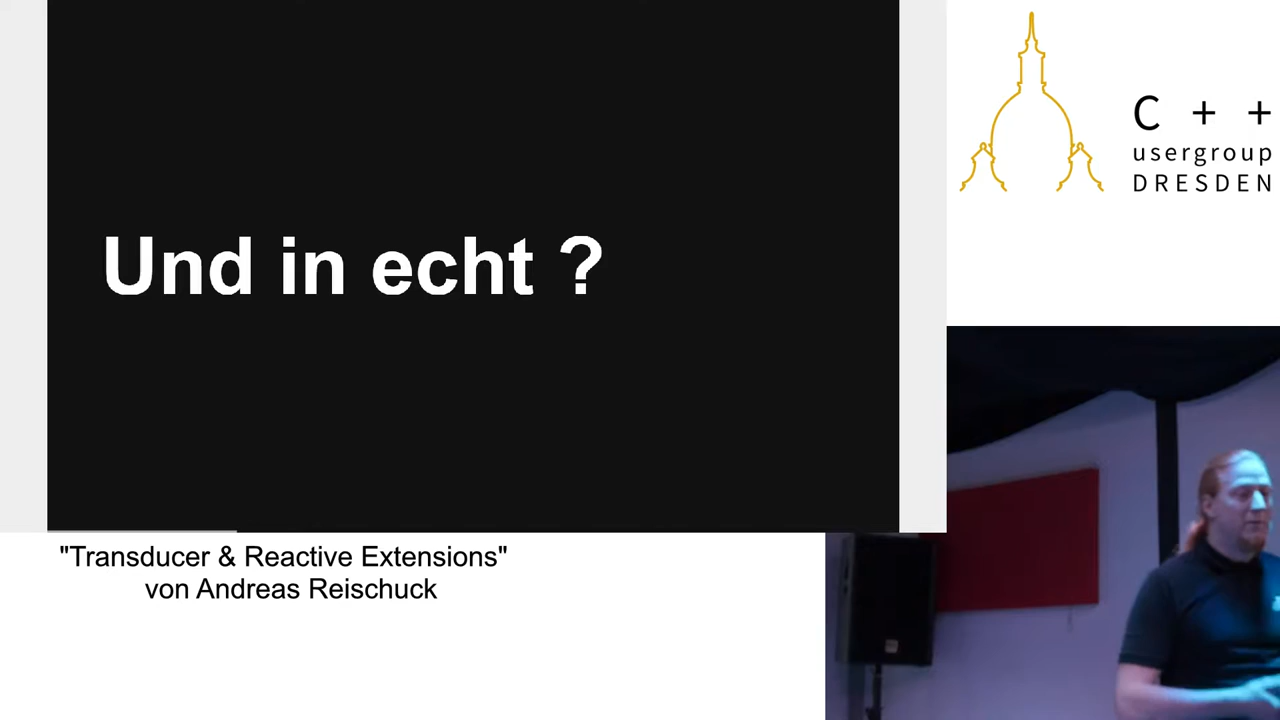 Und in echt ?
C + +
usergroup
DRESDEN
"Transducer & Reactive Extensions"
von Andreas Reischuck